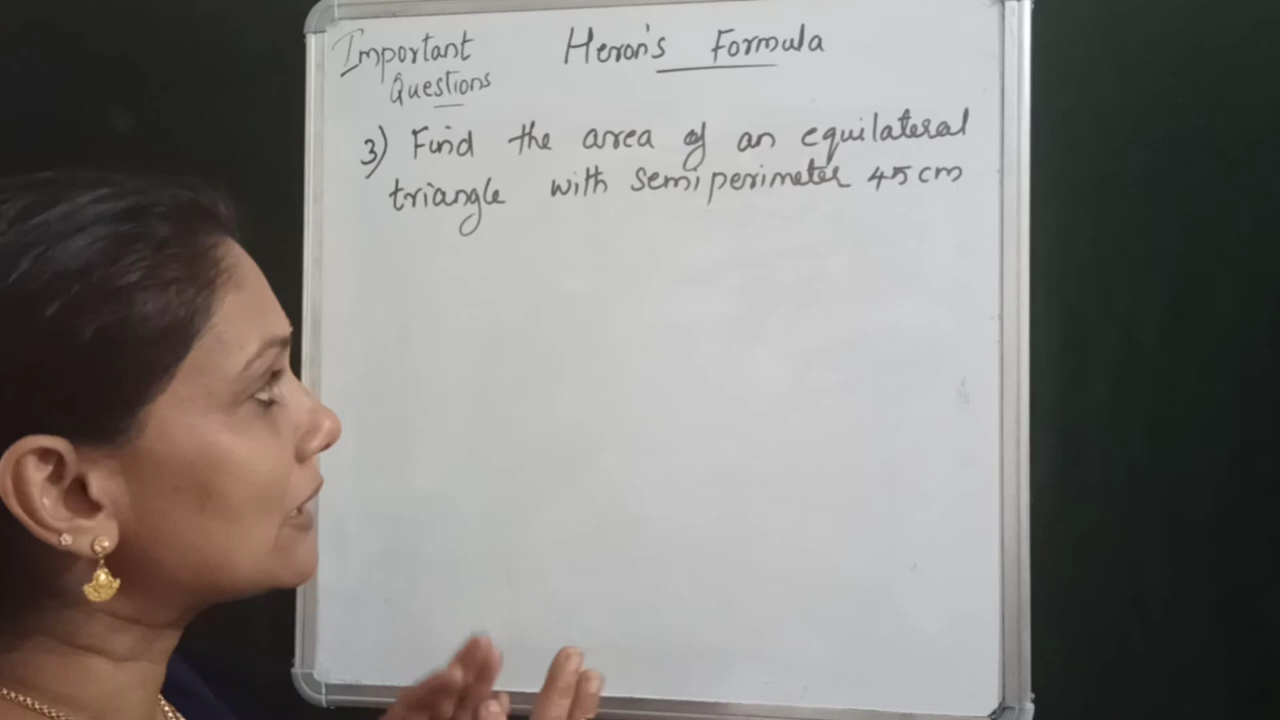 Important Heron's Formula
Questions
3) Find the area of an equilateral
triangle with semiperimeter 45 cm